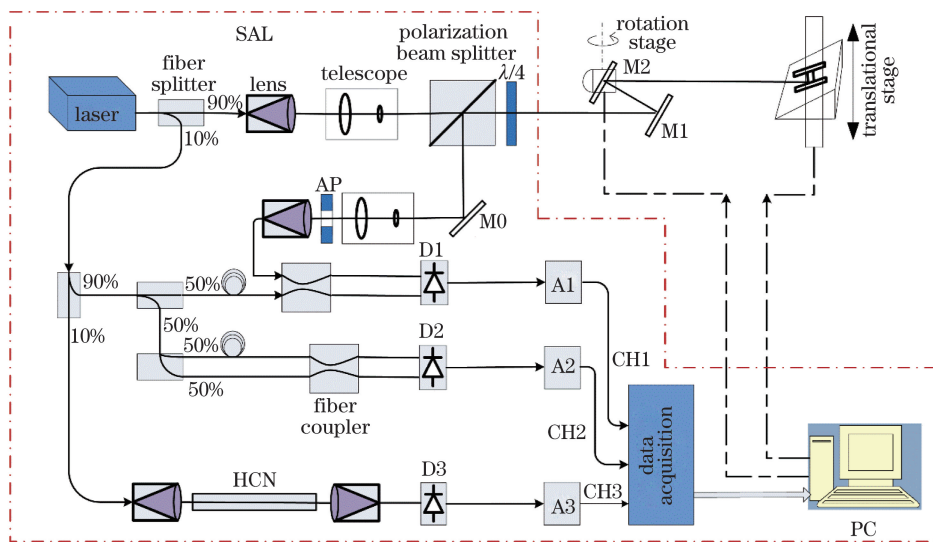 SAL
polarization
beam splitter
rotation
stage
fiber
splitter
lens
telescope
λ/4
M2
translational
stage
laser
90%
10%
M1
AP
M0
D1
90%
50%
A1
10%
50%
D2
50%
CH1
50%
A2
fiber
coupler
CH2
data
acquisition
HCN
D3
A3
CH3
PC